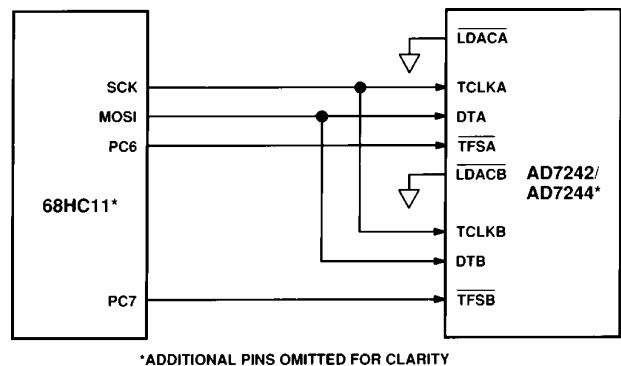 LDACA
SCK
TCLKA
MOSI
DTA
PC6
TFSA
LDACB
AD7242/
AD7244*
68HC11*
TCLKB
DTB
PC7
TFSB
*ADDITIONAL PINS OMITTED FOR CLARITY